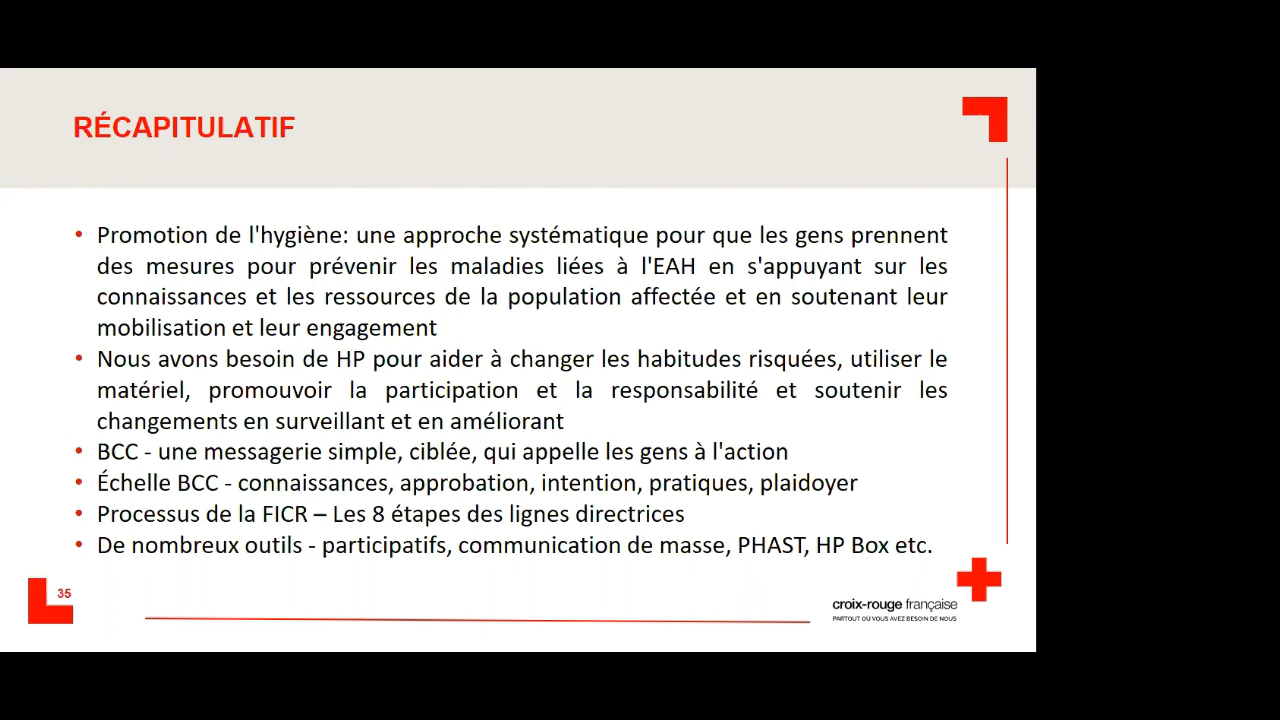 RÉCAPITULATIF
• Promotion de l'hygiène: une approche systématique pour que les gens prennent
des mesures pour prévenir les maladies liées à l'EAH en s'appuyant sur les
connaissances et les ressources de la population affectée et en soutenant leur
mobilisation et leur engagement
• Nous avons besoin de HP pour aider à changer les habitudes risquées, utiliser le
matériel, promouvoir la participation et la responsabilité et soutenir les
changements en surveillant et en améliorant
• BCC - une messagerie simple, ciblée, qui appelle les gens à l'action
• Échelle BCC - connaissances, approbation, intention, pratiques, plaidoyer
• Processus de la FICR – Les 8 étapes des lignes directrices
• De nombreux outils - participatifs, communication de masse, PHAST, HP Box etc.
35
croix-rouge française
PARTOUT OÙ VOUS AVEZ BESOIN DE NOUS